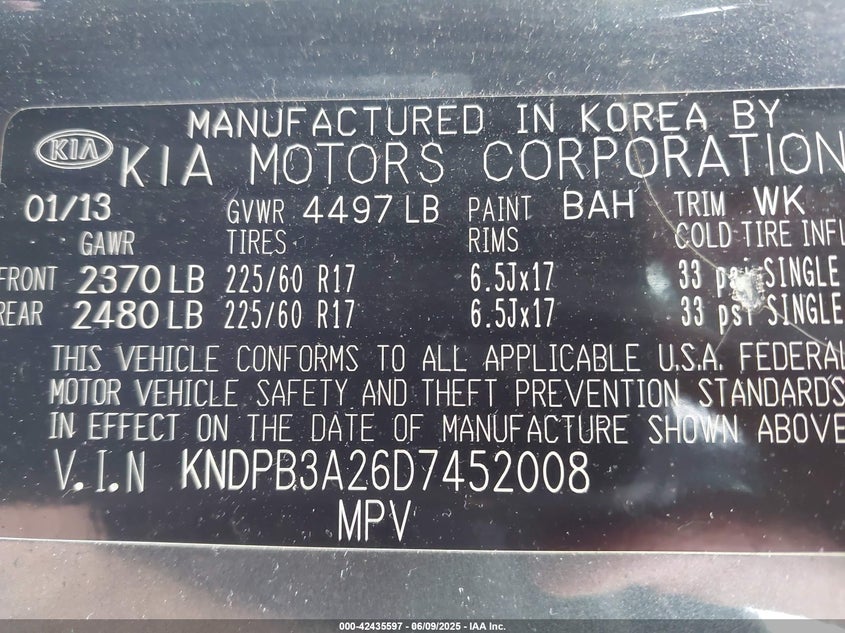 MANUFACTURED IN KOREA BY
KIA KIA MOTORS CORPORATION
01/13 GVWR 4497 LB PAINT BAH TRIM WK
GAWR TIRES RIMS COLD TIRE INFL
FRONT 2370 LB 225/60 R17 6.5Jx17 33 psi SINGLE
REAR 2480 LB 225/60 R17 6.5Jx17 33 psi SINGLE
THIS VEHICLE CONFORMS TO ALL APPLICABLE U.S.A. FEDERAL
MOTOR VEHICLE SAFETY AND THEFT PREVENTION STANDARDS
IN EFFECT ON THE DATE OF MANUFACTURE SHOWN ABOVE
V.I.N KNDPB3A26D7452008
MPV
000-42435597 - 06/09/2025 - IAA Inc.